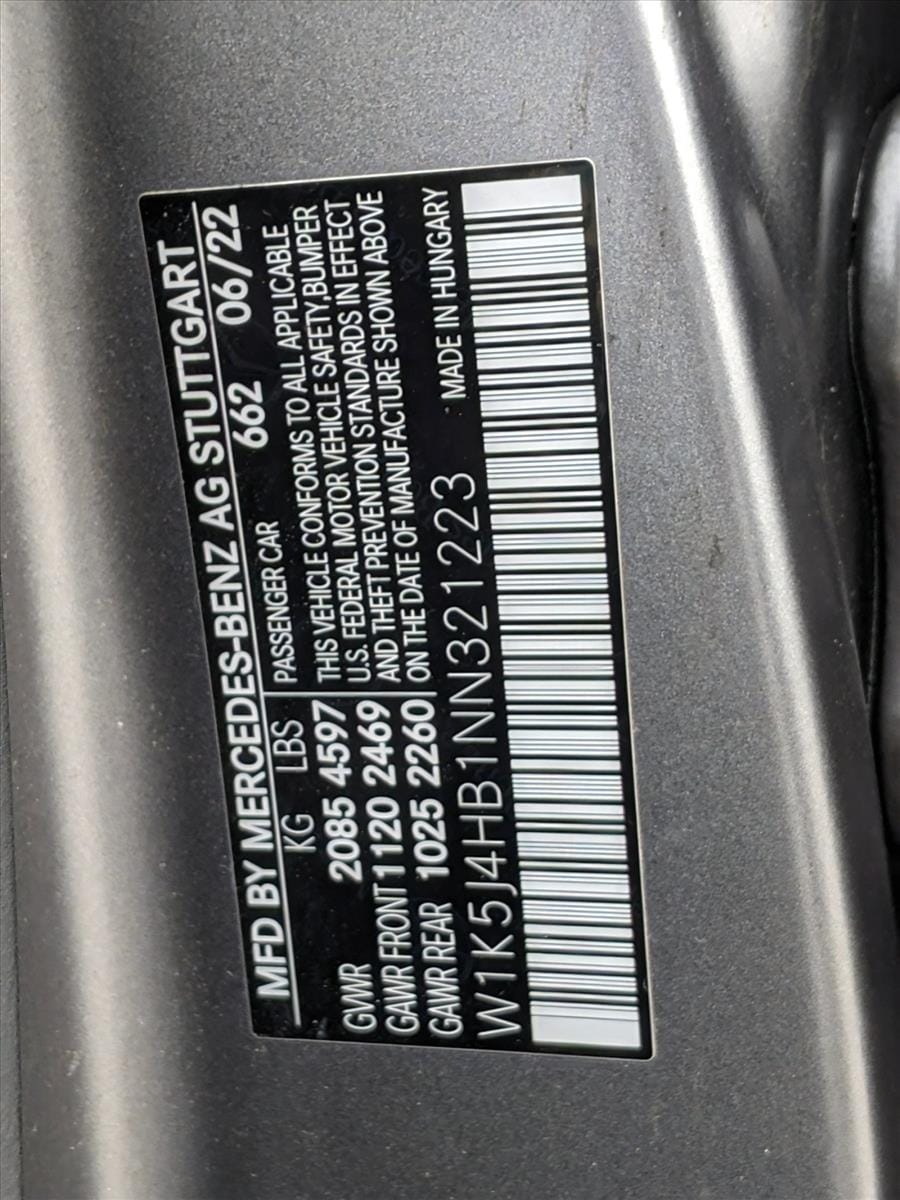 MFD BY MERCEDES-BENZ AG STUTTGART
KG LBS PASSENGER CAR 662 06/22
GVWR 2085 4597
GAWR FRONT 1120 2469
GAWR REAR 1025 2260
THIS VEHICLE CONFORMS TO ALL APPLICABLE
U.S. FEDERAL MOTOR VEHICLE SAFETY,BUMPER
AND THEFT PREVENTION STANDARDS IN EFFECT
ON THE DATE OF MANUFACTURE SHOWN ABOVE
W1K5J4HB1NN321223 MADE IN HUNGARY